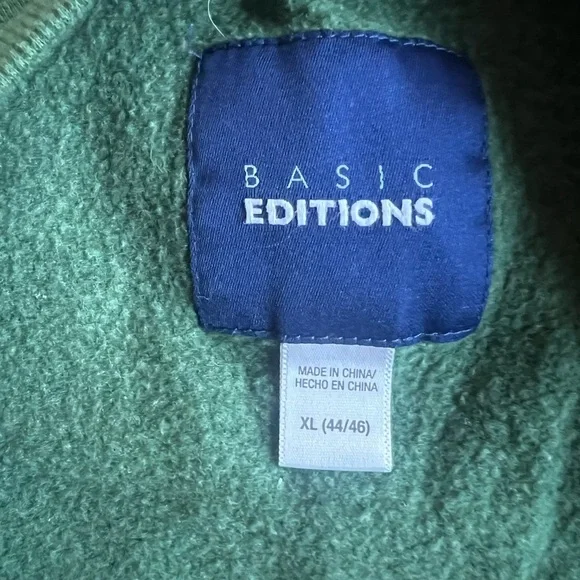 BASIC
EDITIONS
MADE IN CHINA/
HECHO EN CHINA
XL (44/46)